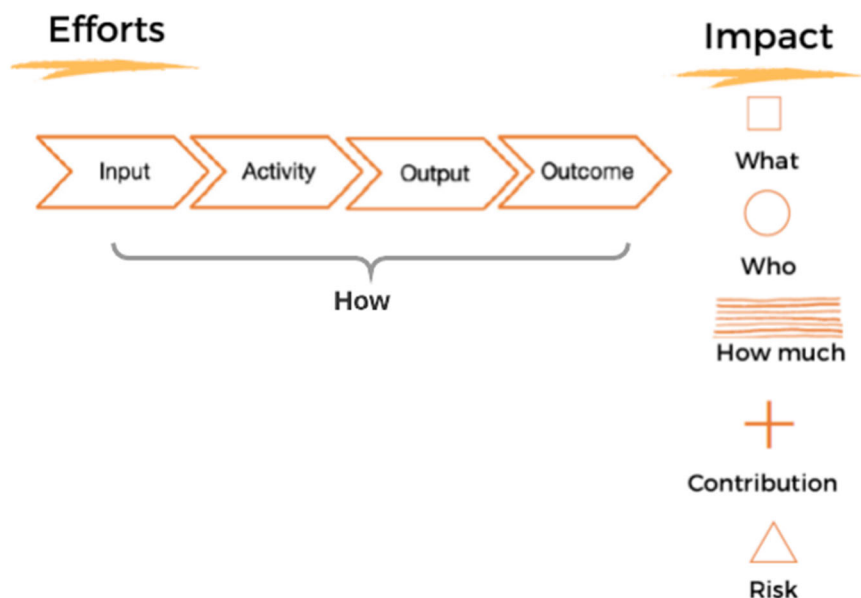 Efforts
Impact
Input
Activity
Output
Outcome
How
What
Who
How much
Contribution
Risk